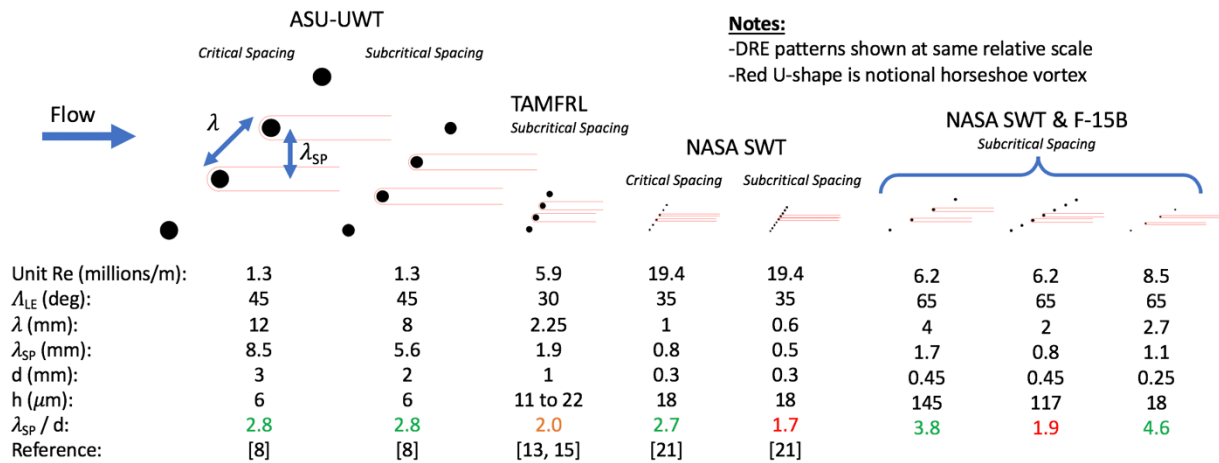 ASU-UWT
Critical Spacing Subcritical Spacing
Notes:
-DRE patterns shown at same relative scale
-Red U-shape is notional horseshoe vortex
Flow
λ
λSP
TAMFRL
Subcritical Spacing
NASA SWT
Critical Spacing Subcritical Spacing
NASA SWT & F-15B
Subcritical Spacing
Unit Re (millions/m): 1.3 1.3 5.9 19.4 19.4 6.2 6.2 8.5
ΛLE (deg): 45 45 30 35 35 65 65 65
λ (mm): 12 8 2.25 1 0.6 4 2 2.7
λSP (mm): 8.5 5.6 1.9 0.8 0.5 1.7 0.8 1.1
d (mm): 3 2 1 0.3 0.3 0.45 0.45 0.25
h (μm): 6 6 11 to 22 18 18 145 117 18
λSP / d: 2.8 2.8 2.0 2.7 1.7 3.8 1.9 4.6
Reference: [8] [8] [13, 15] [21] [21]